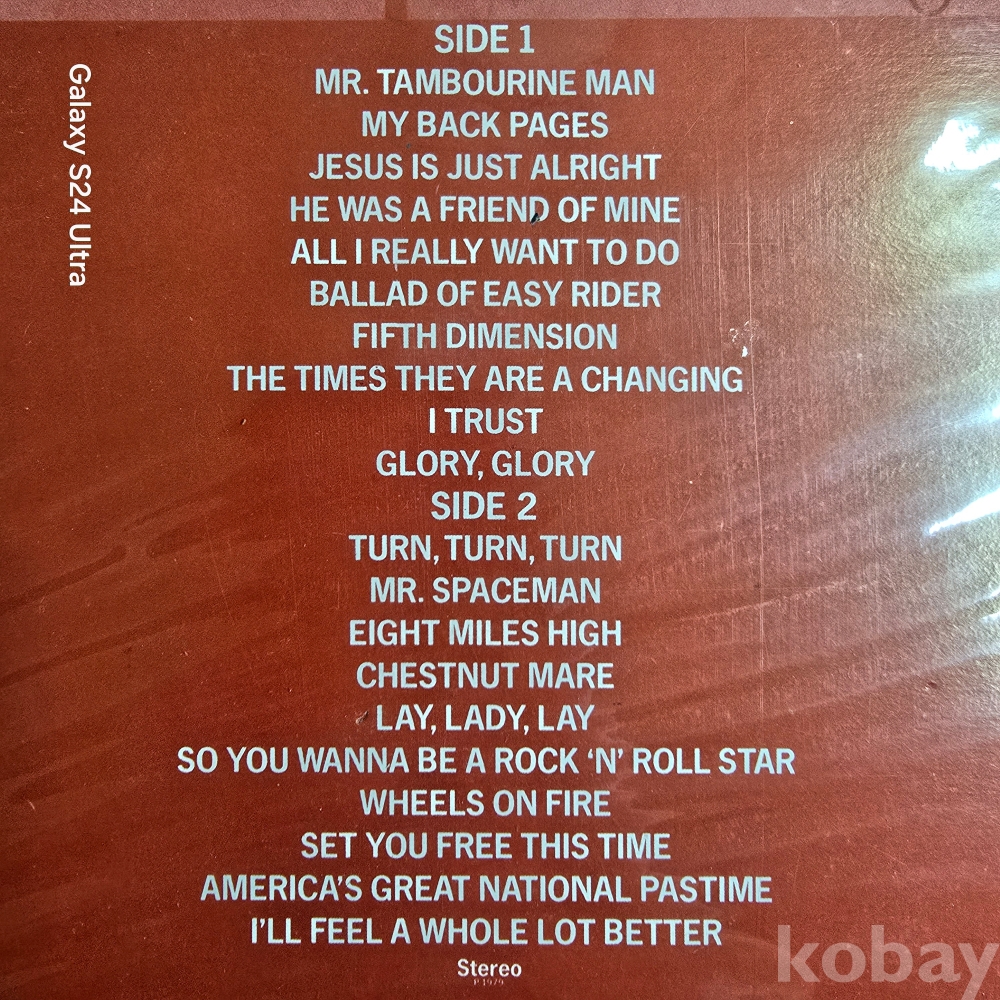 SIDE 1
MR. TAMBOURINE MAN
MY BACK PAGES
JESUS IS JUST ALRIGHT
HE WAS A FRIEND OF MINE
ALL I REALLY WANT TO DO
BALLAD OF EASY RIDER
FIFTH DIMENSION
THE TIMES THEY ARE A CHANGING
I TRUST
GLORY, GLORY
SIDE 2
TURN, TURN, TURN
MR. SPACEMAN
EIGHT MILES HIGH
CHESTNUT MARE
LAY, LADY, LAY
SO YOU WANNA BE A ROCK ‘N’ ROLL STAR
WHEELS ON FIRE
SET YOU FREE THIS TIME
AMERICA’S GREAT NATIONAL PASTIME
I’LL FEEL A WHOLE LOT BETTER
Stereo
P 1979
Galaxy S24 Ultra
kobay